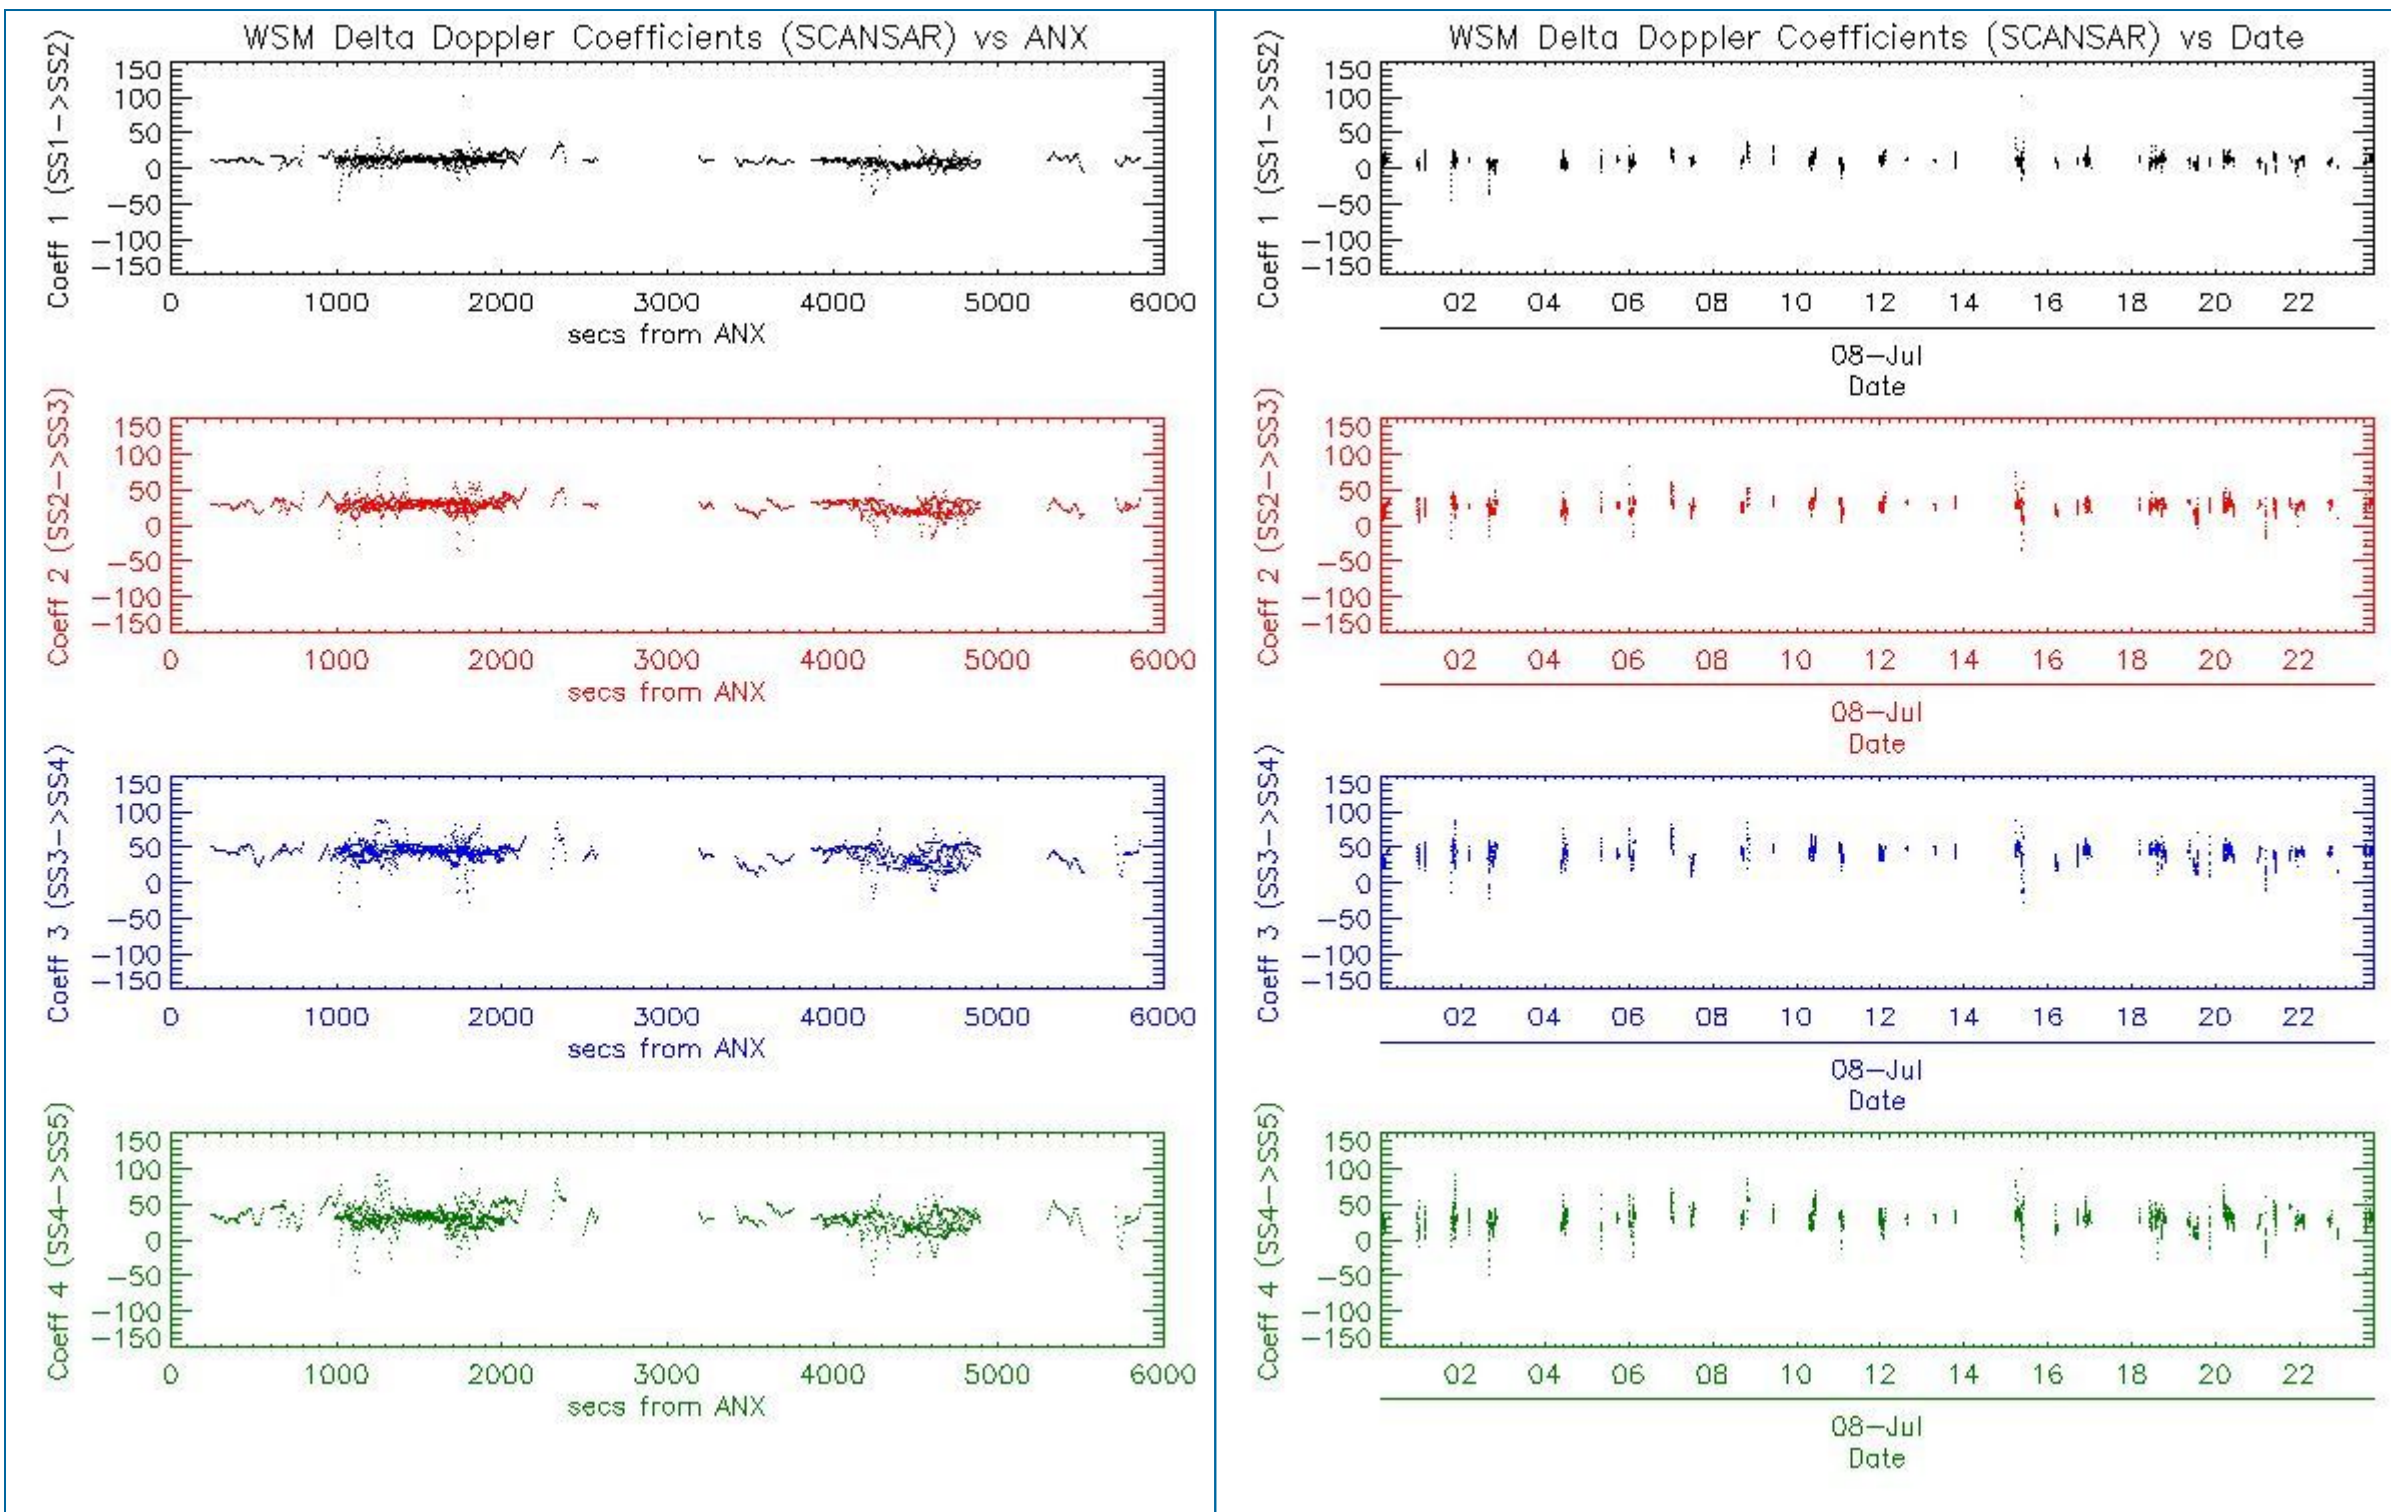 WSM Delta Doppler Coefficients (SCANSAR) vs ANX
Coeff 1 (SS1->SS2)
150
100
50
0
-50
-100
-150
0 1000 2000 3000 4000 5000 6000
secs from ANX
Coeff 2 (SS2->SS3)
150
100
50
0
-50
-100
-150
0 1000 2000 3000 4000 5000 6000
secs from ANX
Coeff 3 (SS3->SS4)
150
100
50
0
-50
-100
-150
0 1000 2000 3000 4000 5000 6000
secs from ANX
Coeff 4 (SS4->SS5)
150
100
50
0
-50
-100
-150
0 1000 2000 3000 4000 5000 6000
secs from ANX
WSM Delta Doppler Coefficients (SCANSAR) vs Date
Coeff 1 (SS1->SS2)
150
100
50
0
-50
-100
-150
02 04 06 08 10 12 14 16 18 20 22
08-Jul
Date
Coeff 2 (SS2->SS3)
150
100
50
0
-50
-100
-150
02 04 06 08 10 12 14 16 18 20 22
08-Jul
Date
Coeff 3 (SS3->SS4)
150
100
50
0
-50
-100
-150
02 04 06 08 10 12 14 16 18 20 22
08-Jul
Date
Coeff 4 (SS4->SS5)
150
100
50
0
-50
-100
-150
02 04 06 08 10 12 14 16 18 20 22
08-Jul
Date